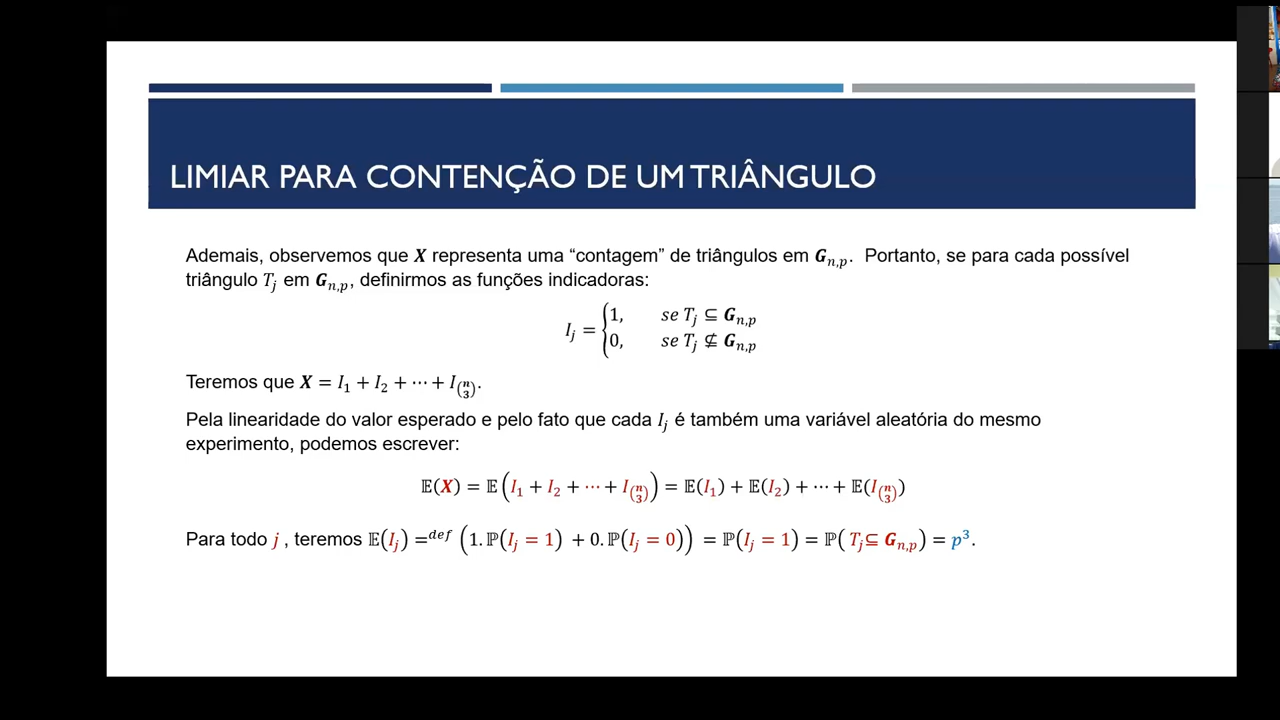 LIMIAR PARA CONTENÇÃO DE UM TRIÂNGULO
Ademais, observemos que X representa uma “contagem” de triângulos em G_{n,p}. Portanto, se para cada possível
triângulo T_j em G_{n,p}, definirmos as funções indicadoras:
I_j = { 1, se T_j ⊆ G_{n,p}
0, se T_j ⊈ G_{n,p}
Teremos que X = I_1 + I_2 + ⋯ + I_{\binom{n}{3}}.
Pela linearidade do valor esperado e pelo fato que cada I_j é também uma variável aleatória do mesmo
experimento, podemos escrever:
𝔼(X) = 𝔼(I_1 + I_2 + ⋯ + I_{\binom{n}{3}}) = 𝔼(I_1) + 𝔼(I_2) + ⋯ + 𝔼(I_{\binom{n}{3}})
Para todo j , teremos 𝔼(I_j) =^{def} (1.ℙ(I_j = 1) + 0.ℙ(I_j = 0)) = ℙ(I_j = 1) = ℙ( T_j ⊆ G_{n,p}) = p^3.